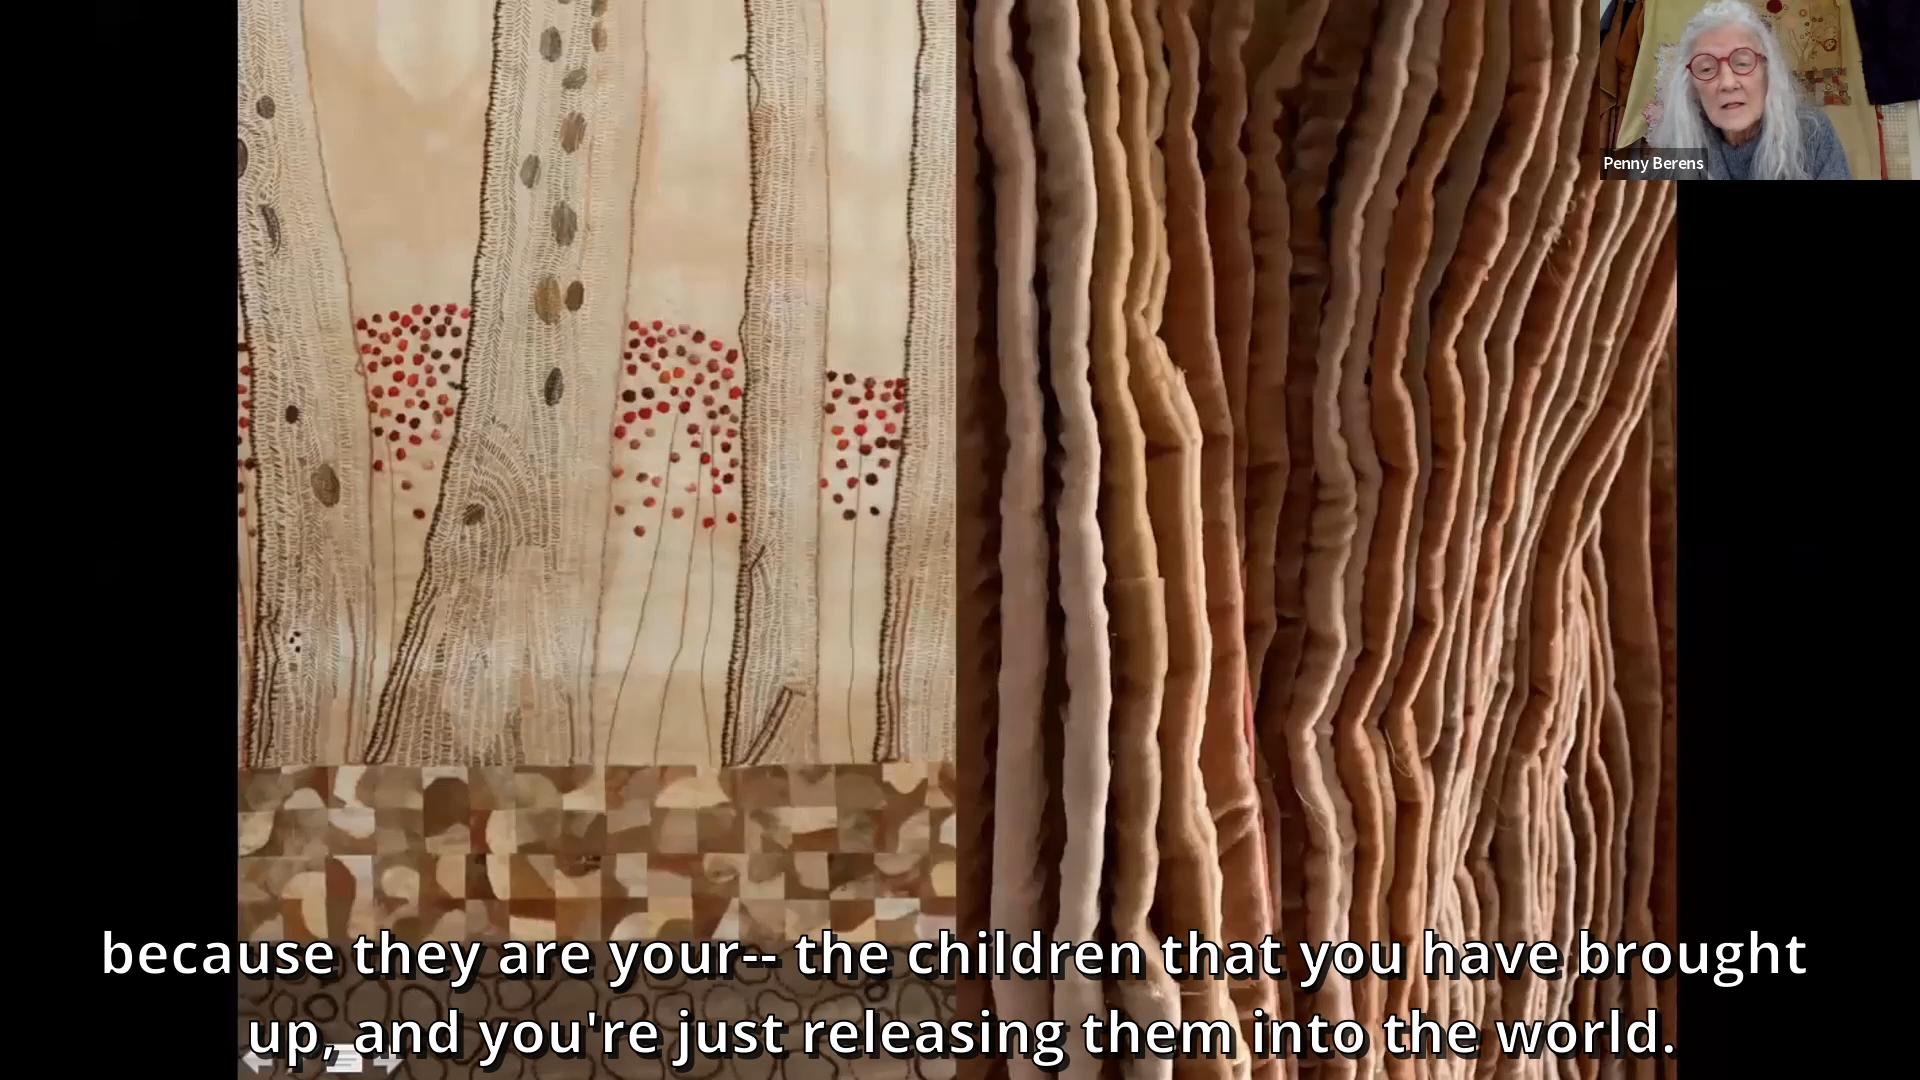 Penny Berens
because they are your-- the children that you have brought
up, and you're just releasing them into the world.